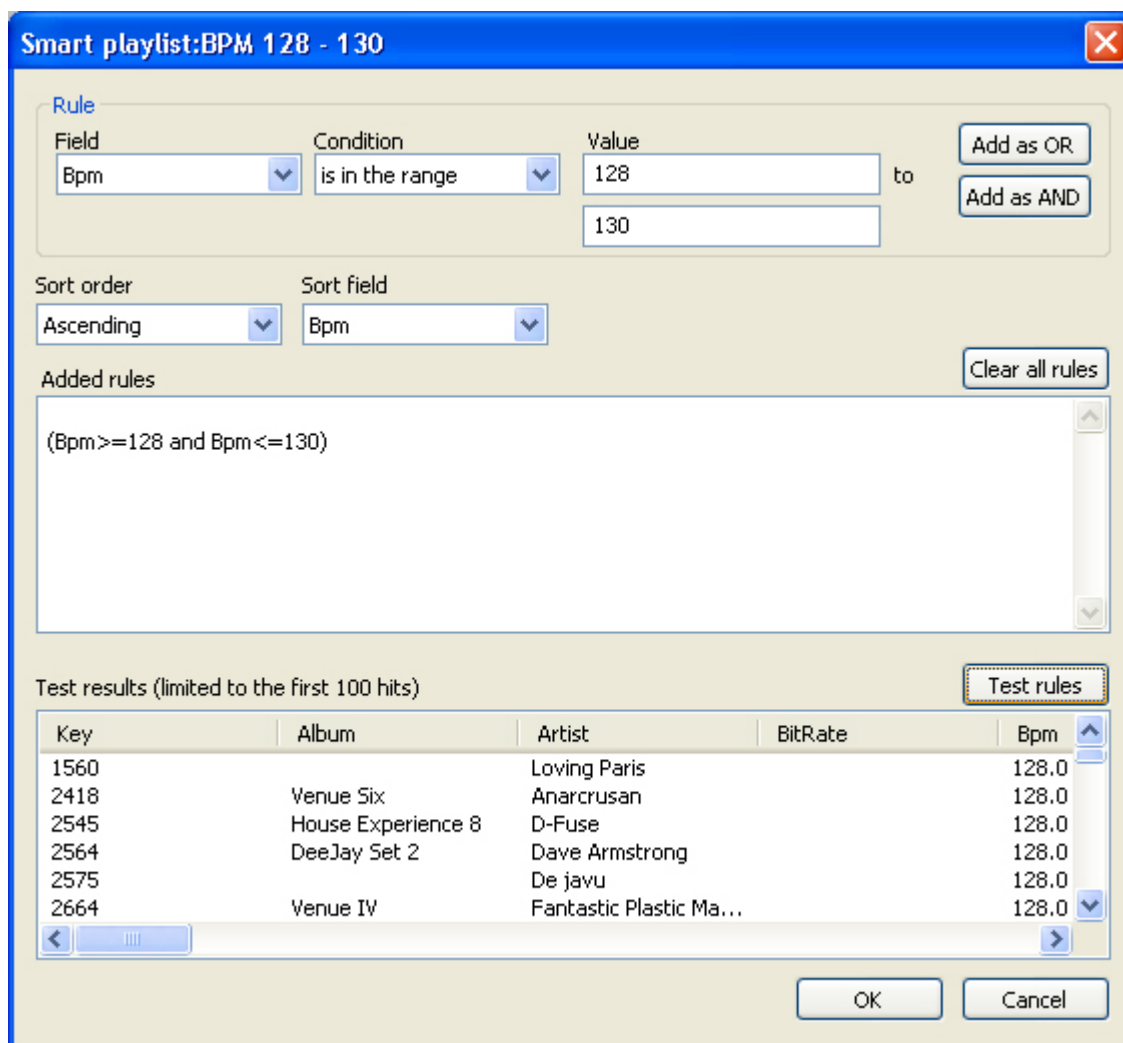 Smart playlist:BPM 128 - 130
Rule
Field Condition Value
Bpm is in the range 128 to
130
Add as OR
Add as AND
Sort order Sort field
Ascending Bpm
Clear all rules
Added rules
(Bpm>=128 and Bpm<=130)
Test results (limited to the first 100 hits) Test rules
Key Album Artist BitRate Bpm
1560 Loving Paris 128.0
2418 Venue Six Anarcrusan 128.0
2545 House Experience 8 D-Fuse 128.0
2564 DeeJay Set 2 Dave Armstrong 128.0
2575 De javu 128.0
2664 Venue IV Fantastic Plastic Ma... 128.0
OK Cancel